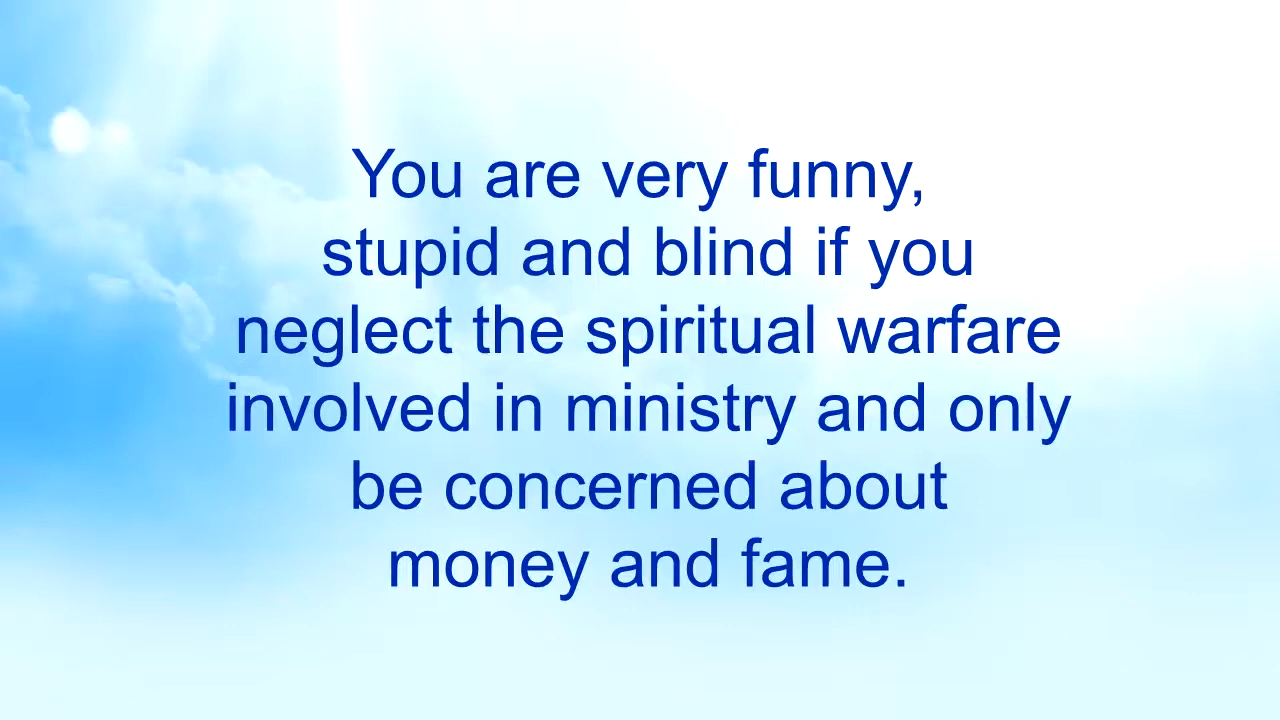 You are very funny,
stupid and blind if you
neglect the spiritual warfare
involved in ministry and only
be concerned about
money and fame.